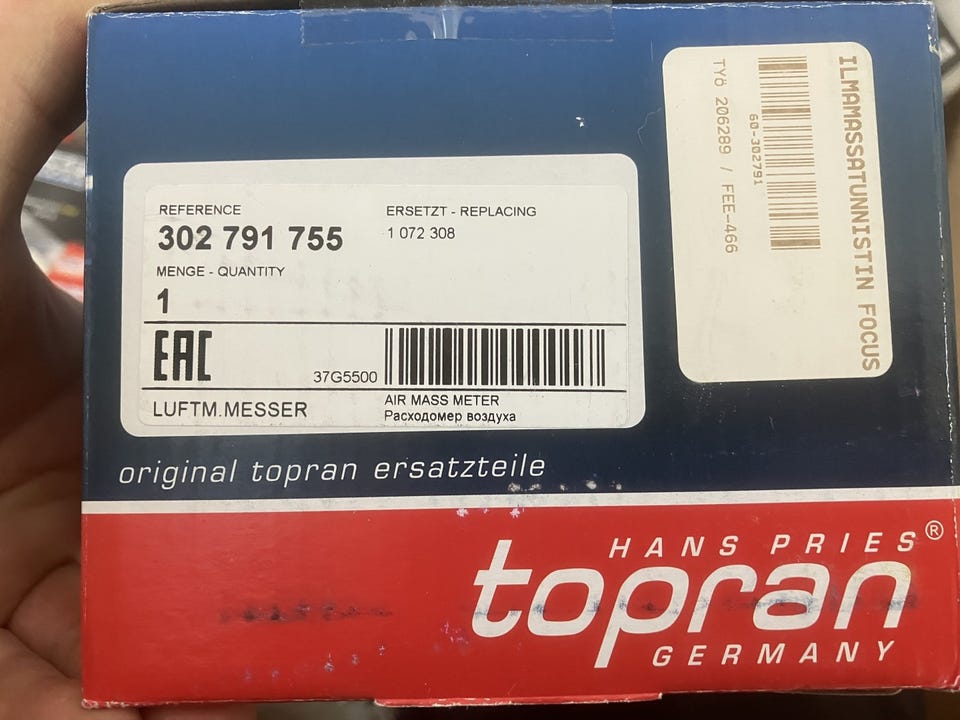 REFERENCE
302 791 755
ERSETZT - REPLACING
1 072 308
MENGE - QUANTITY
1
EAC
37G5500
LUFTM.MESSER
AIR MASS METER
Расходомер воздуха
original topran ersatzteile
HANS PRIES®
topran
GERMANY
ILMAMASSATUNNISTIN FOCUS
60-302791
TYÖ 206289 / FEE-466